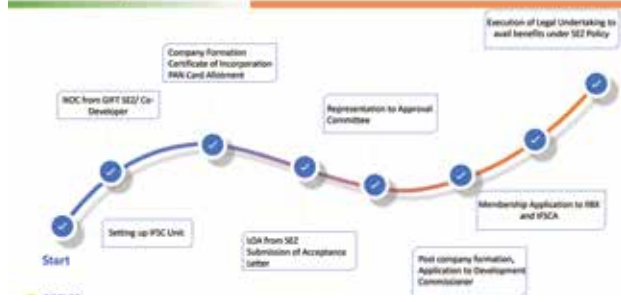 Execution of Legal Undertaking to
avail benefits under SEZ Policy
Company Formation
Certificate of Incorporation
PAN Card Allotment
NOC from GIFT SEZ/ Co-
Developer
Representation to Approval
Committee
Setting up IFSC Unit
Membership Application to IIBX
and IFSCA
LOA from SEZ
Submission of Acceptance
Letter
Post company formation,
Application to Development
Commissioner
Start